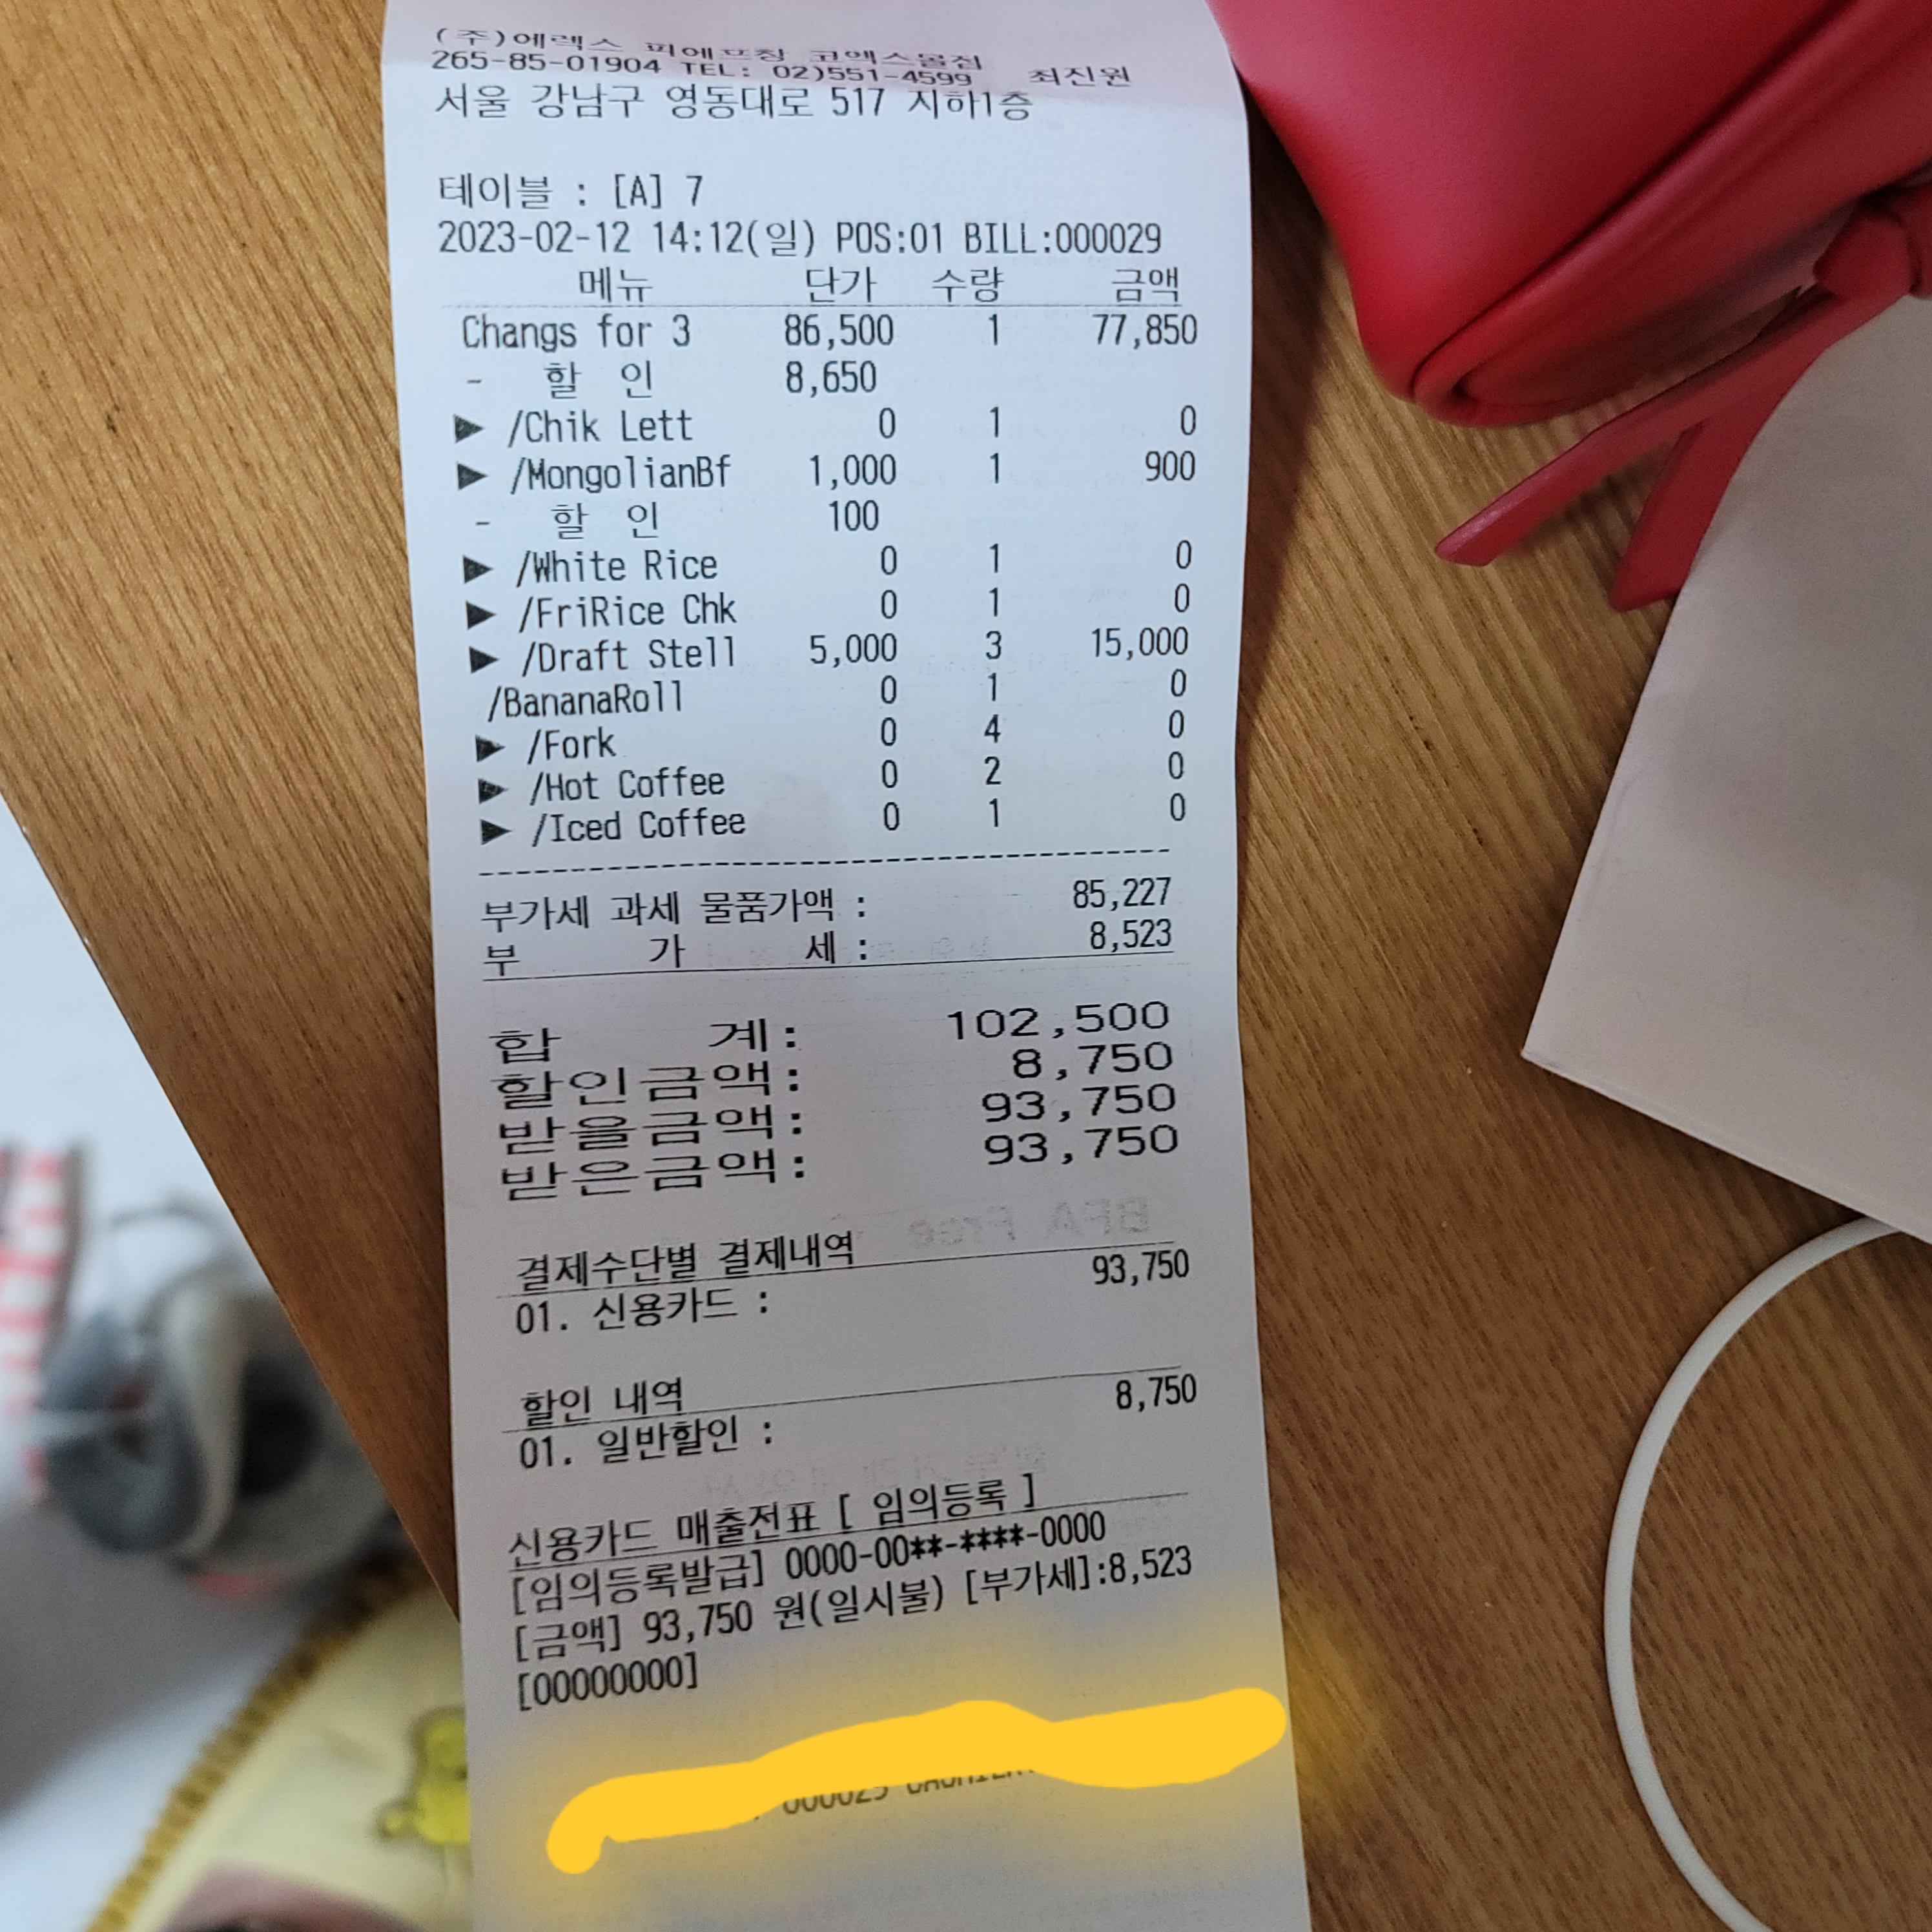 (주)에렉스 피에프창 코엑스몰점
265-85-01904 TEL: 02)551-4599 최진원
서울 강남구 영동대로 517 지하1층
테이블 : [A] 7
2023-02-12 14:12(일) POS:01 BILL:000029
메뉴 단가 수량 금액
Changs for 3 86,500 1 77,850
- 할 인 8,650
▶ /Chik Lett 0 1 0
▶ /MongolianBf 1,000 1 900
- 할 인 100
▶ /White Rice 0 1 0
▶ /FriRice Chk 0 1 0
▶ /Draft Stell 5,000 3 15,000
/BananaRoll 0 1 0
▶ /Fork 0 4 0
▶ /Hot Coffee 0 2 0
▶ /Iced Coffee 0 1 0
부가세 과세 물품가액 : 85,227
부 가 세 : 8,523
합 계: 102,500
할인금액: 8,750
받을금액: 93,750
받은금액: 93,750
결제수단별 결제내역
01. 신용카드 : 93,750
할인 내역
01. 일반할인 : 8,750
신용카드 매출전표 [ 임의등록 ]
[임의등록발급] 0000-00**-****-0000
[금액] 93,750 원(일시불) [부가세]:8,523
[00000000]